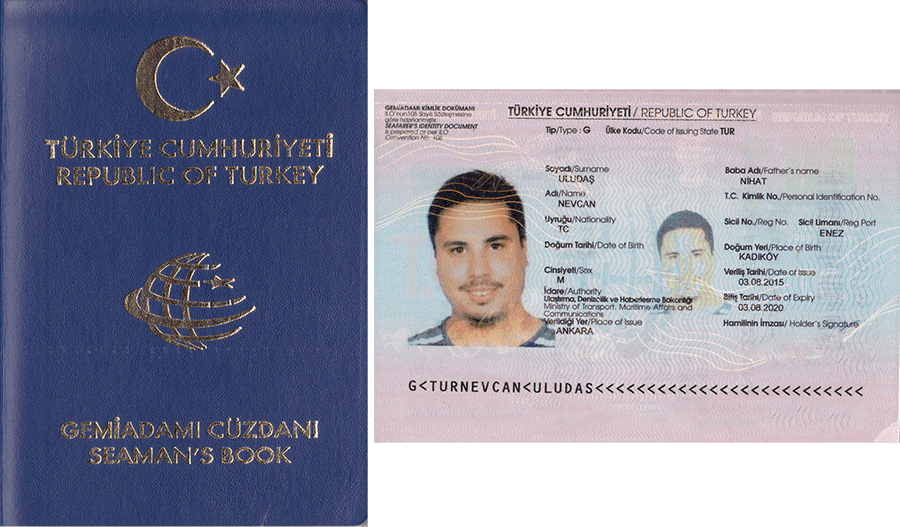 TÜRKİYE CUMHURİYETİ
REPUBLIC OF TURKEY
GEMİADAMI CÜZDANI
SEAMAN'S BOOK
GEMİADAMI KİMLİK DOKÜMANI
ILO'nun 108 Sayılı Sözleşmesine
göre hazırlanmıştır.
SEAFARER'S IDENTITY DOCUMENT
is prepared as per ILO
Convention No 108
TÜRKİYE CUMHURİYETİ / REPUBLIC OF TURKEY
REPUBLIC OF TURKEY
Tip/Type : G Ülke Kodu/Code of Issuing State TUR
Soyadı/Surname
ULUDAŞ
Adı/Name
NEVCAN
Uyruğu/Nationality
TC
Doğum Tarihi/Date of Birth
Cinsiyeti/Sex
M
İdare/Authority
Ulaştırma, Denizcilik ve Haberleşme Bakanlığı
Ministry of Transport, Maritime Affairs and
Communications
Verildiği Yer/Place of Issue
ANKARA
Baba Adı/Father's name
NİHAT
T.C. Kimlik No./Personal Identification No.
Sicil No./Reg No. Sicil Limanı/Reg Port
ENEZ
Doğum Yeri/Place of Birth
KADIKÖY
Veriliş Tarihi/Date of Issue
03.08.2015
Bitiş Tarihi/Date of Expiry
03.08.2020
Hamilinin İmzası/ Holder's Signature
G<TURNEVCAN<ULUDAS<<<<<<<<<<<<<<<<<<<<<<<<<<